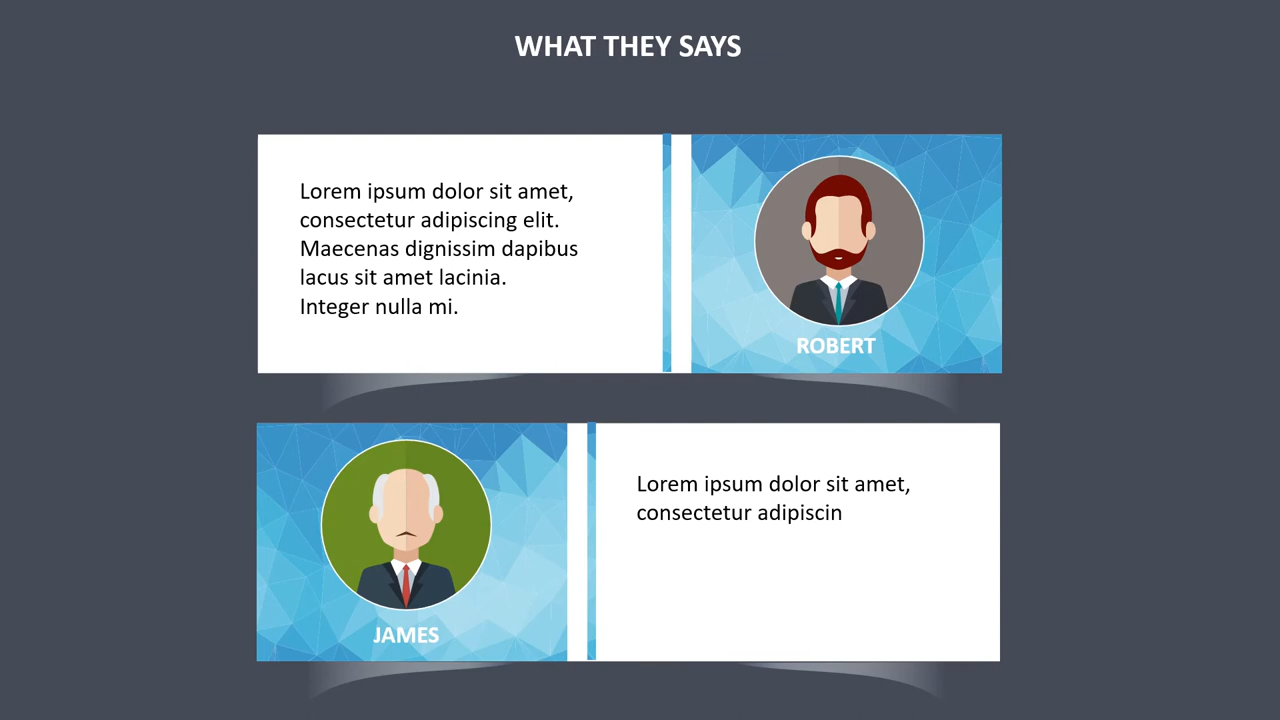 WHAT THEY SAYS
Lorem ipsum dolor sit amet,
consectetur adipiscing elit.
Maecenas dignissim dapibus
lacus sit amet lacinia.
Integer nulla mi.
ROBERT
JAMES
Lorem ipsum dolor sit amet,
consectetur adipiscin